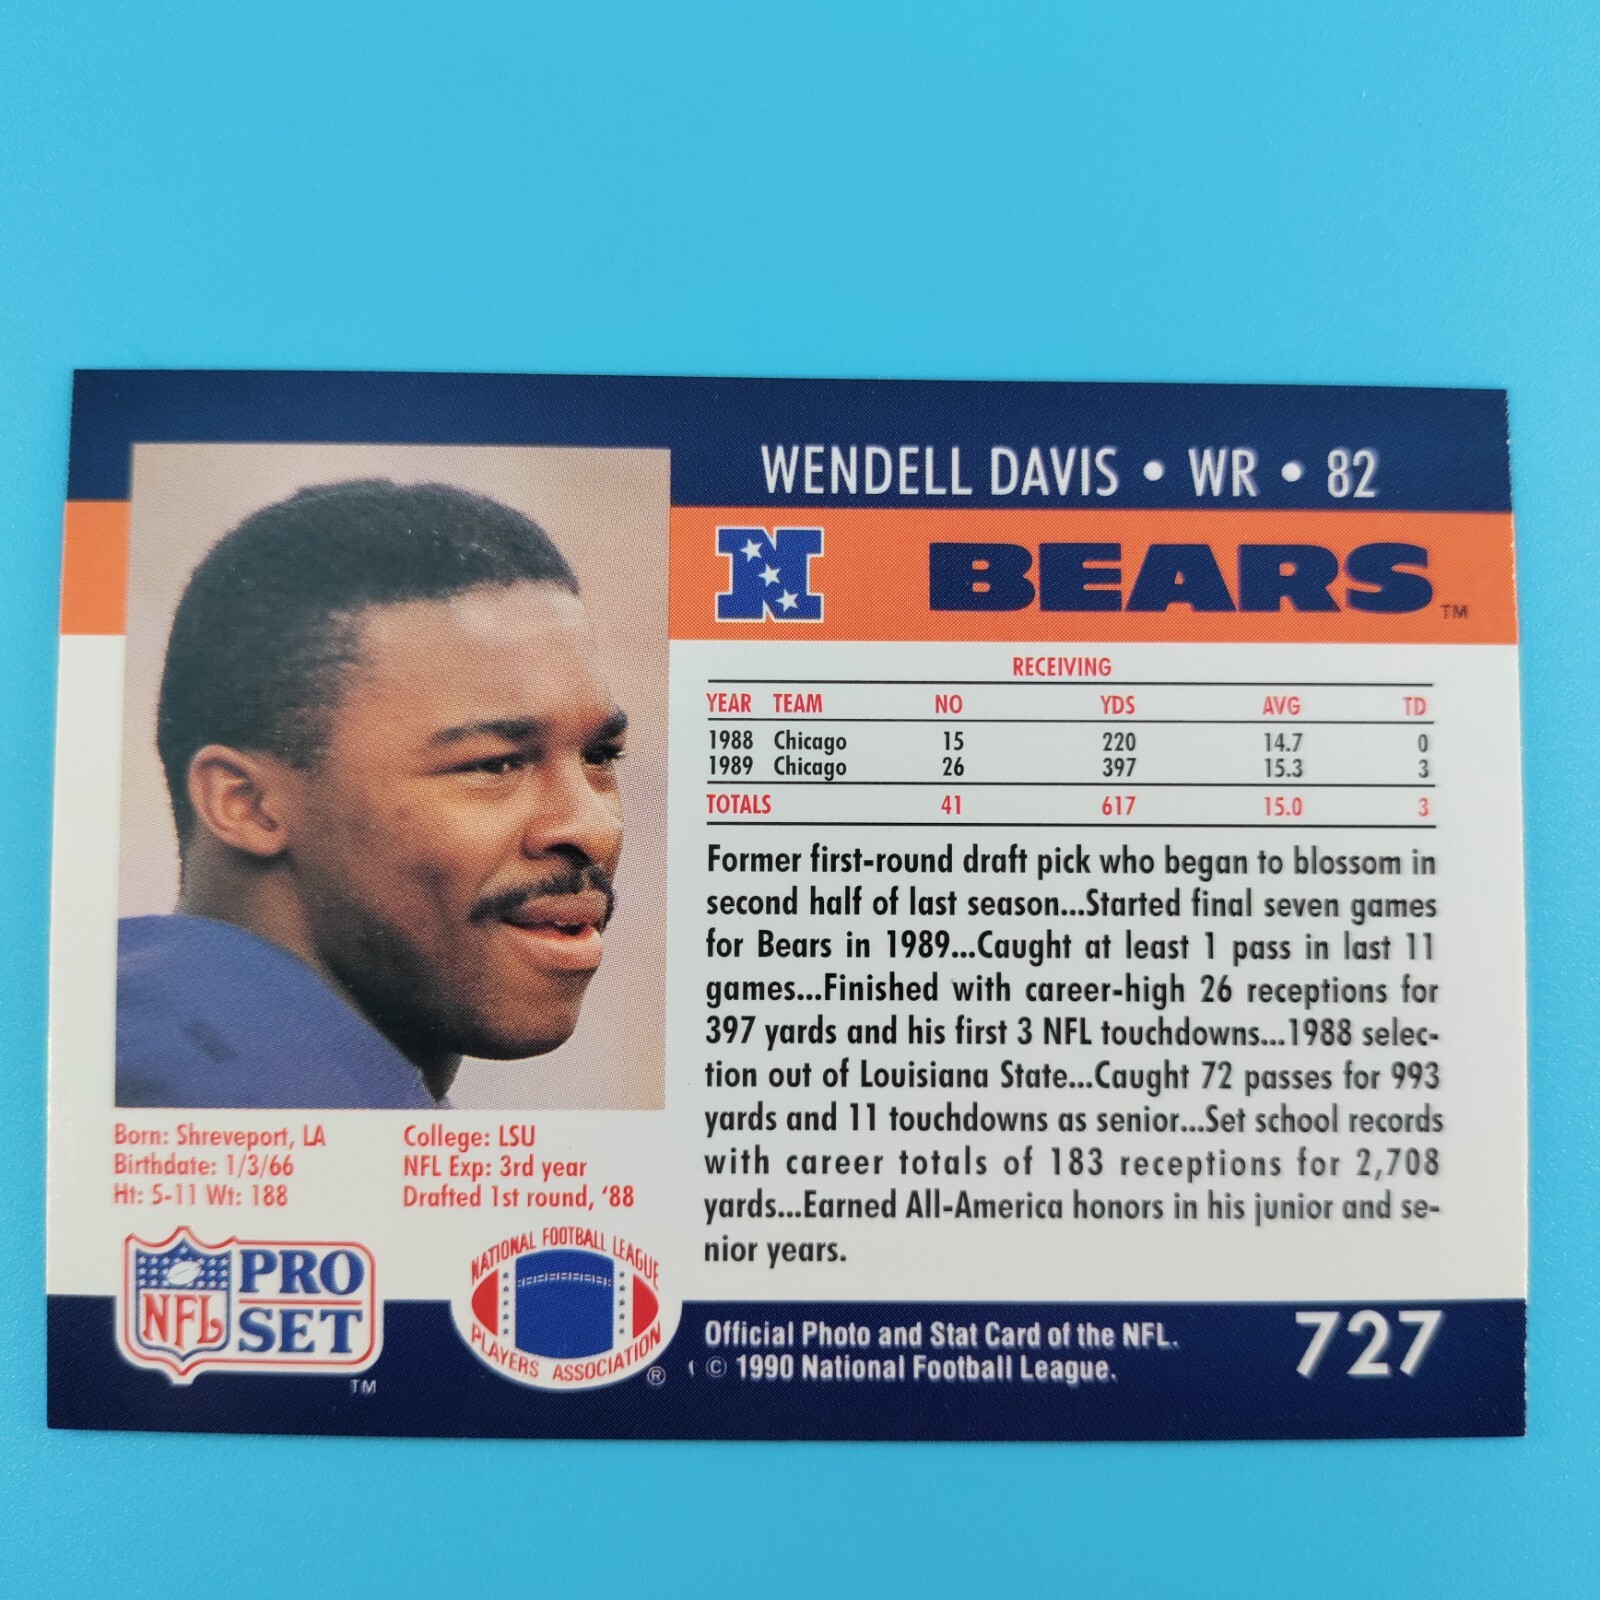 WENDELL DAVIS • WR • 82
N BEARS™
RECEIVING
YEAR TEAM NO YDS AVG TD
1988 Chicago 15 220 14.7 0
1989 Chicago 26 397 15.3 3
TOTALS 41 617 15.0 3
Former first-round draft pick who began to blossom in
second half of last season...Started final seven games
for Bears in 1989...Caught at least 1 pass in last 11
games...Finished with career-high 26 receptions for
397 yards and his first 3 NFL touchdowns...1988 selec-
tion out of Louisiana State...Caught 72 passes for 993
yards and 11 touchdowns as senior...Set school records
with career totals of 183 receptions for 2,708
yards...Earned All-America honors in his junior and se-
nior years.
Born: Shreveport, LA
Birthdate: 1/3/66
Ht: 5-11 Wt: 188
College: LSU
NFL Exp: 3rd year
Drafted 1st round, '88
NFL
PRO
SET
™
NATIONAL FOOTBALL LEAGUE
PLAYERS ASSOCIATION
®
Official Photo and Stat Card of the NFL.
© 1990 National Football League.
727